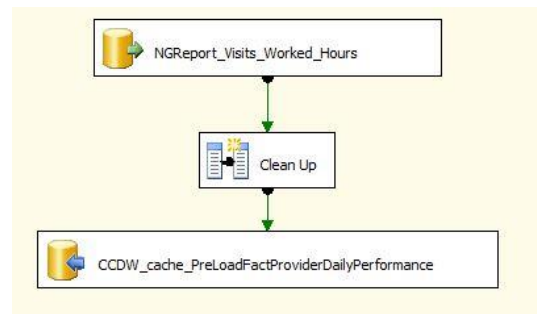 NGReport_Visits_Worked_Hours
Clean Up
CCDW_cache_PreLoadFactProviderDailyPerformance